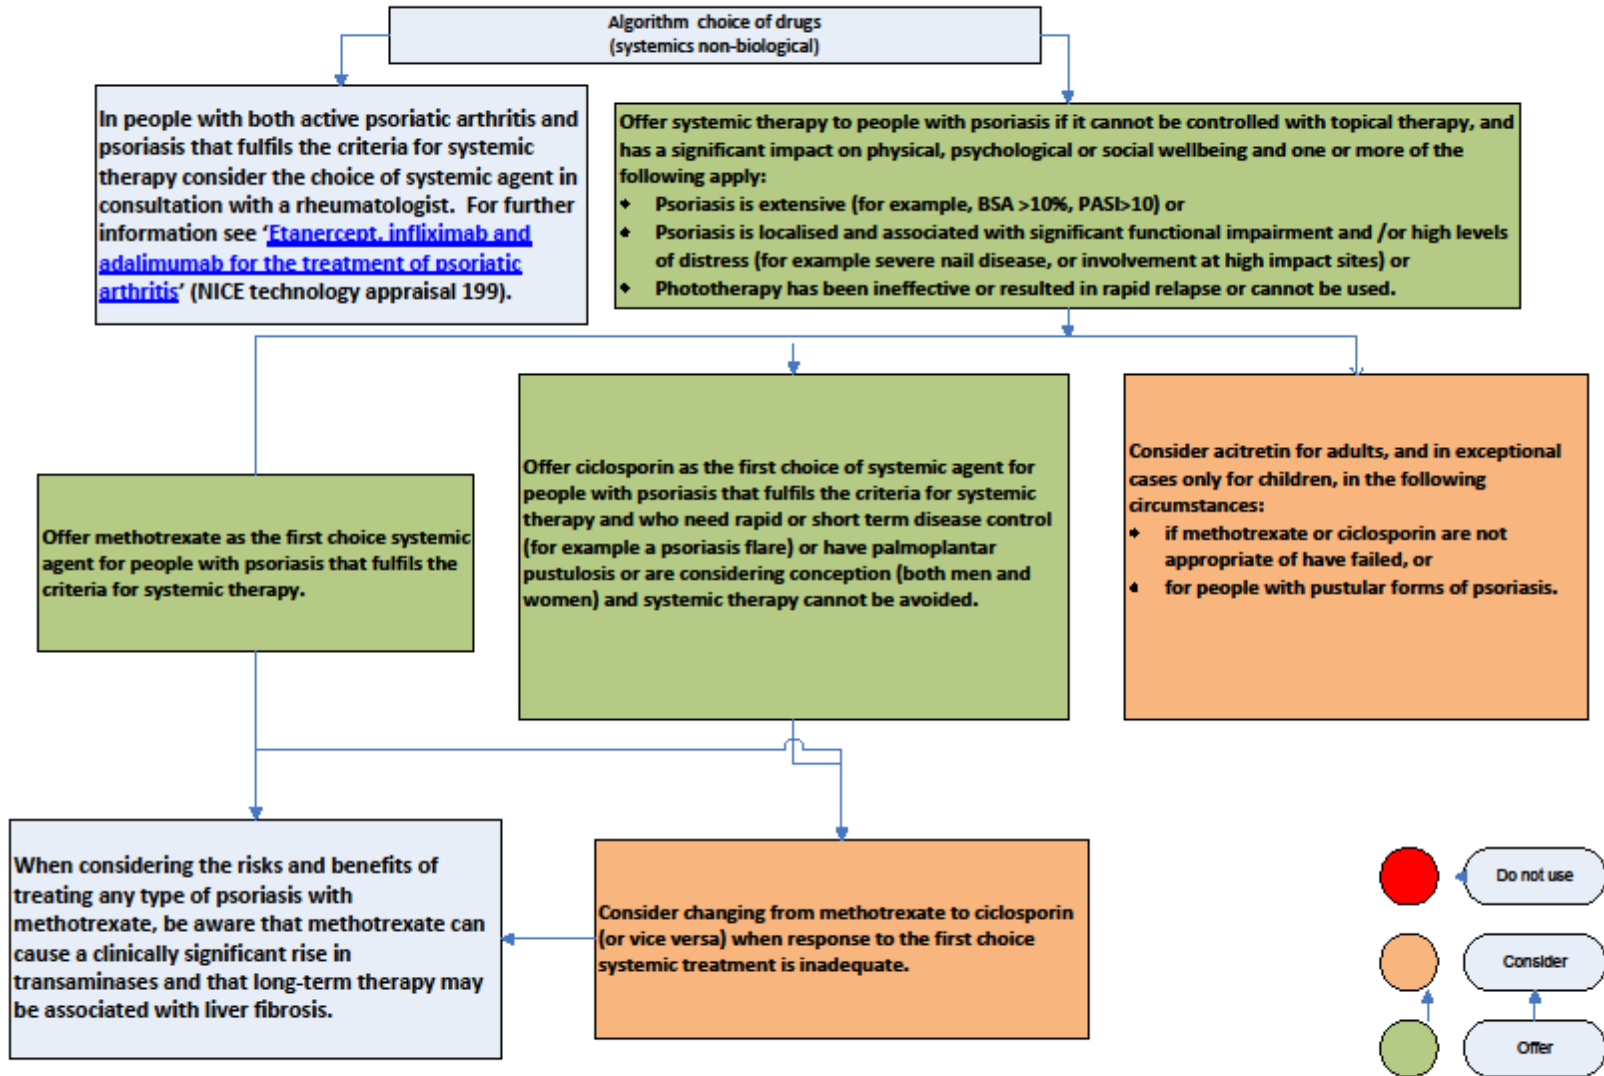 Algorithm choice of drugs
(systemics non-biological)
In people with both active psoriatic arthritis and
psoriasis that fulfils the criteria for systemic
therapy consider the choice of systemic agent in
consultation with a rheumatologist. For further
information see ‘Etanercept, infliximab and
adalimumab for the treatment of psoriatic
arthritis’ (NICE technology appraisal 199).
Offer systemic therapy to people with psoriasis if it cannot be controlled with topical therapy, and
has a significant impact on physical, psychological or social wellbeing and one or more of the
following apply:
• Psoriasis is extensive (for example, BSA >10%, PASI>10) or
• Psoriasis is localised and associated with significant functional impairment and /or high levels
of distress (for example severe nail disease, or involvement at high impact sites) or
• Phototherapy has been ineffective or resulted in rapid relapse or cannot be used.
Offer methotrexate as the first choice systemic
agent for people with psoriasis that fulfils the
criteria for systemic therapy.
Offer ciclosporin as the first choice of systemic agent for
people with psoriasis that fulfils the criteria for systemic
therapy and who need rapid or short term disease control
(for example a psoriasis flare) or have palmoplantar
pustulosis or are considering conception (both men and
women) and systemic therapy cannot be avoided.
Consider acitretin for adults, and in exceptional
cases only for children, in the following
circumstances:
• if methotrexate or ciclosporin are not
appropriate of have failed, or
• for people with pustular forms of psoriasis.
When considering the risks and benefits of
treating any type of psoriasis with
methotrexate, be aware that methotrexate can
cause a clinically significant rise in
transaminases and that long-term therapy may
be associated with liver fibrosis.
Consider changing from methotrexate to ciclosporin
(or vice versa) when response to the first choice
systemic treatment is inadequate.
Do not use
Consider
Offer